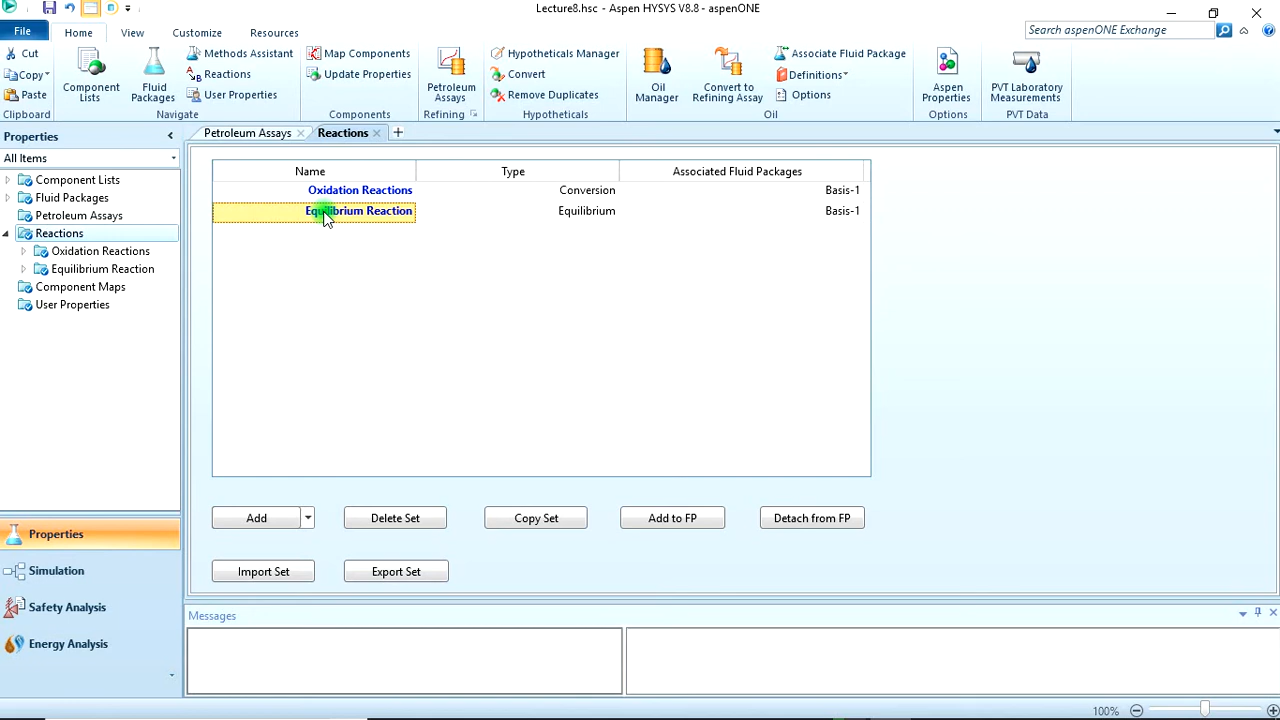 Lecture8.hsc - Aspen HYSYS V8.8 - aspenONE
File
Home
View
Customize
Resources
Search aspenONE Exchange
Cut
Copy
Paste
Clipboard
Component Lists
Fluid Packages
Methods Assistant
Reactions
User Properties
Navigate
Map Components
Update Properties
Components
Petroleum Assays
Refining
Hypotheticals Manager
Convert
Remove Duplicates
Hypotheticals
Oil Manager
Convert to Refining Assay
Associate Fluid Package
Definitions
Options
Oil
Aspen Properties
Options
PVT Laboratory Measurements
PVT Data
Properties
All Items
Component Lists
Fluid Packages
Petroleum Assays
Reactions
Oxidation Reactions
Equilibrium Reaction
Component Maps
User Properties
Properties
Simulation
Safety Analysis
Energy Analysis
Petroleum Assays
Reactions
Name Type Associated Fluid Packages
Oxidation Reactions Conversion Basis-1
Equilibrium Reaction Equilibrium Basis-1
Add
Delete Set
Copy Set
Add to FP
Detach from FP
Import Set
Export Set
Messages
100%